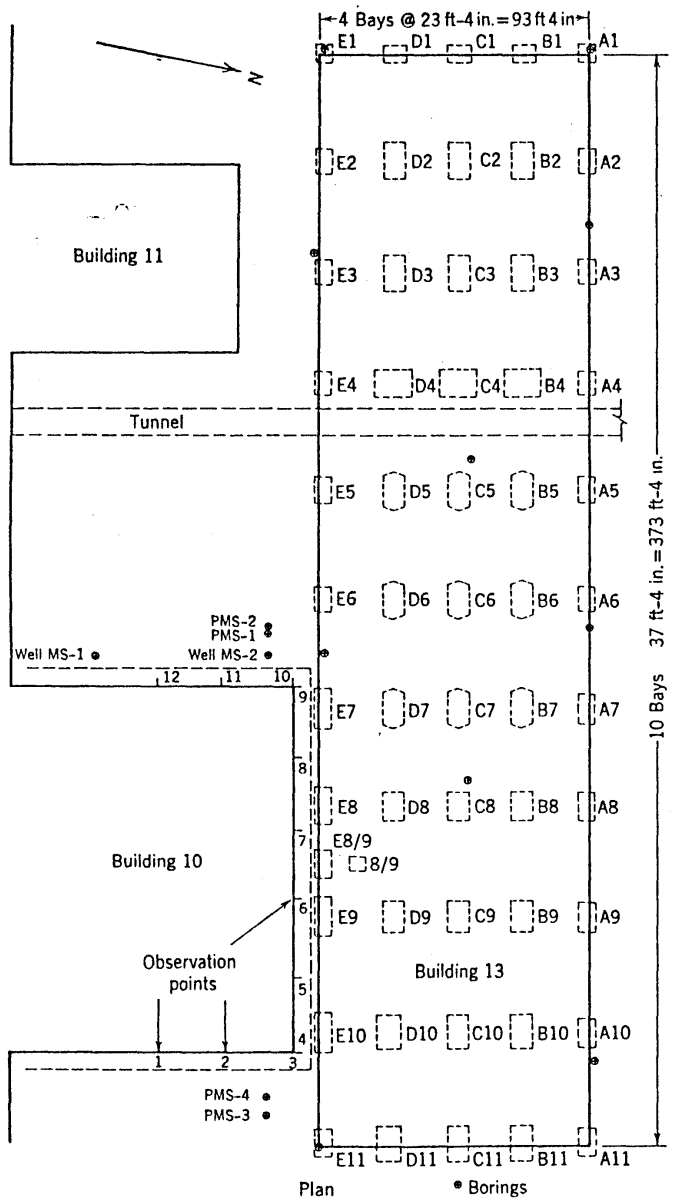 4 Bays @ 23 ft-4 in. = 93 ft 4 in
E1 D1 C1 B1 A1
N
E2 D2 C2 B2 A2
Building 11
E3 D3 C3 B3 A3
E4 D4 C4 B4 A4
Tunnel
E5 D5 C5 B5 A5
10 Bays 37 ft-4 in. = 373 ft-4 in.
E6 D6 C6 B6 A6
PMS-2
PMS-1
Well MS-1 Well MS-2
12 11 10
9 E7 D7 C7 B7 A7
8
E8 D8 C8 B8 A8
7 E8/9
Building 10 8/9
6 E9 D9 C9 B9 A9
Observation
points
Building 13
5
4 E10 D10 C10 B10 A10
1 2 3
PMS-4
PMS-3
E11 D11 C11 B11 A11
Plan Borings